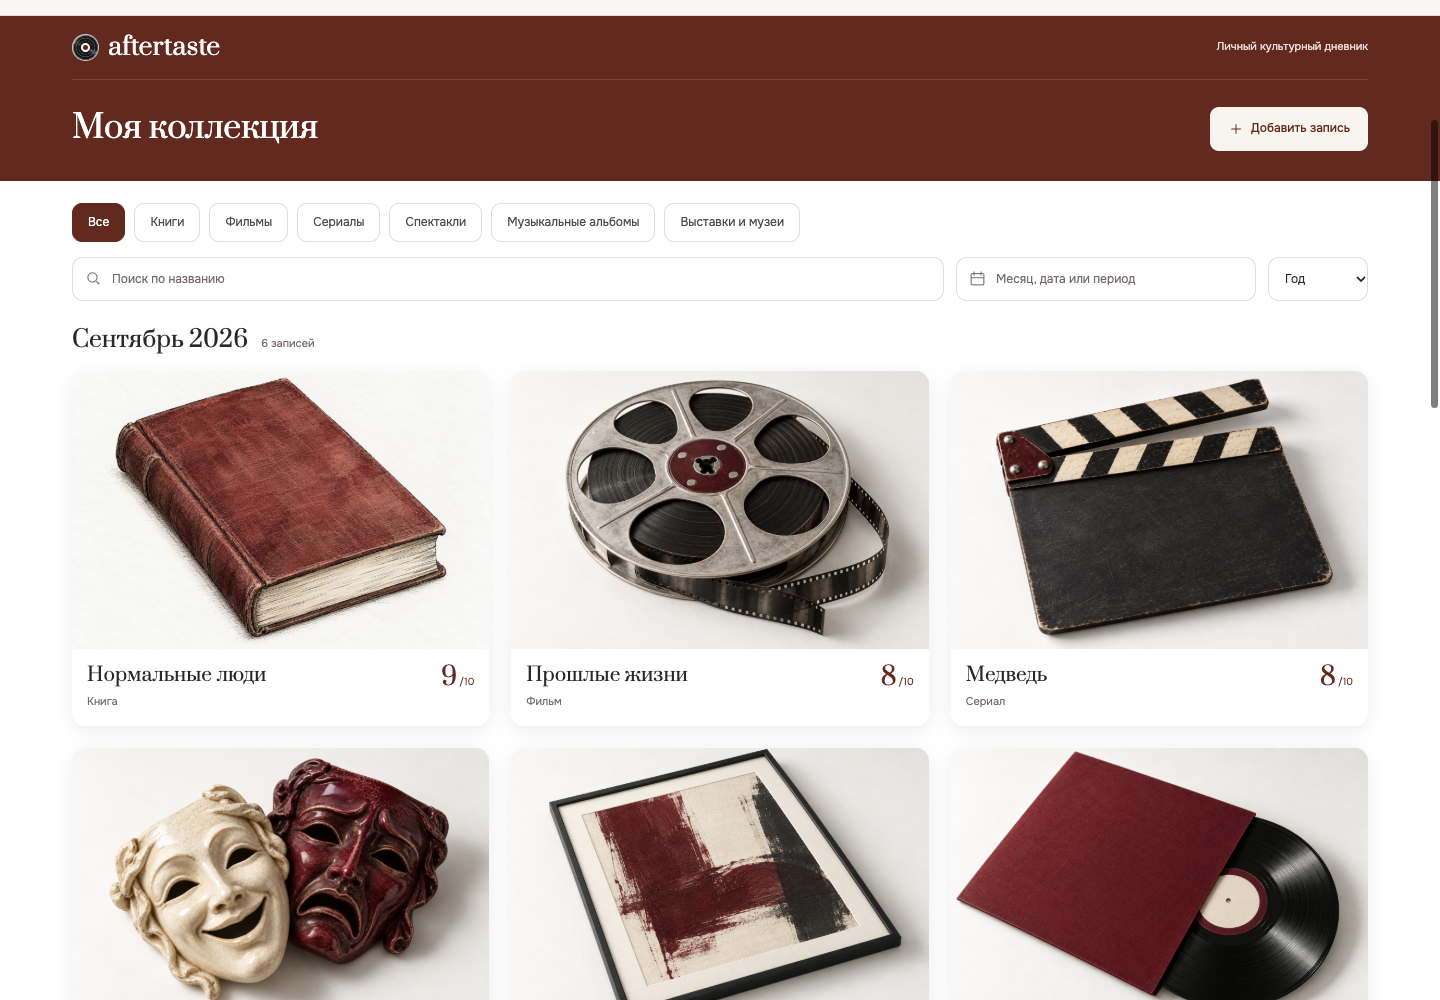 aftertaste
Личный культурный дневник
Моя коллекция
Добавить запись
Все
Книги
Фильмы
Сериалы
Спектакли
Музыкальные альбомы
Выставки и музеи
Поиск по названию
Месяц, дата или период
Год
Сентябрь 2026
6 записей
Нормальные люди
9 /10
Книга
Прошлые жизни
8 /10
Фильм
Медведь
8 /10
Сериал